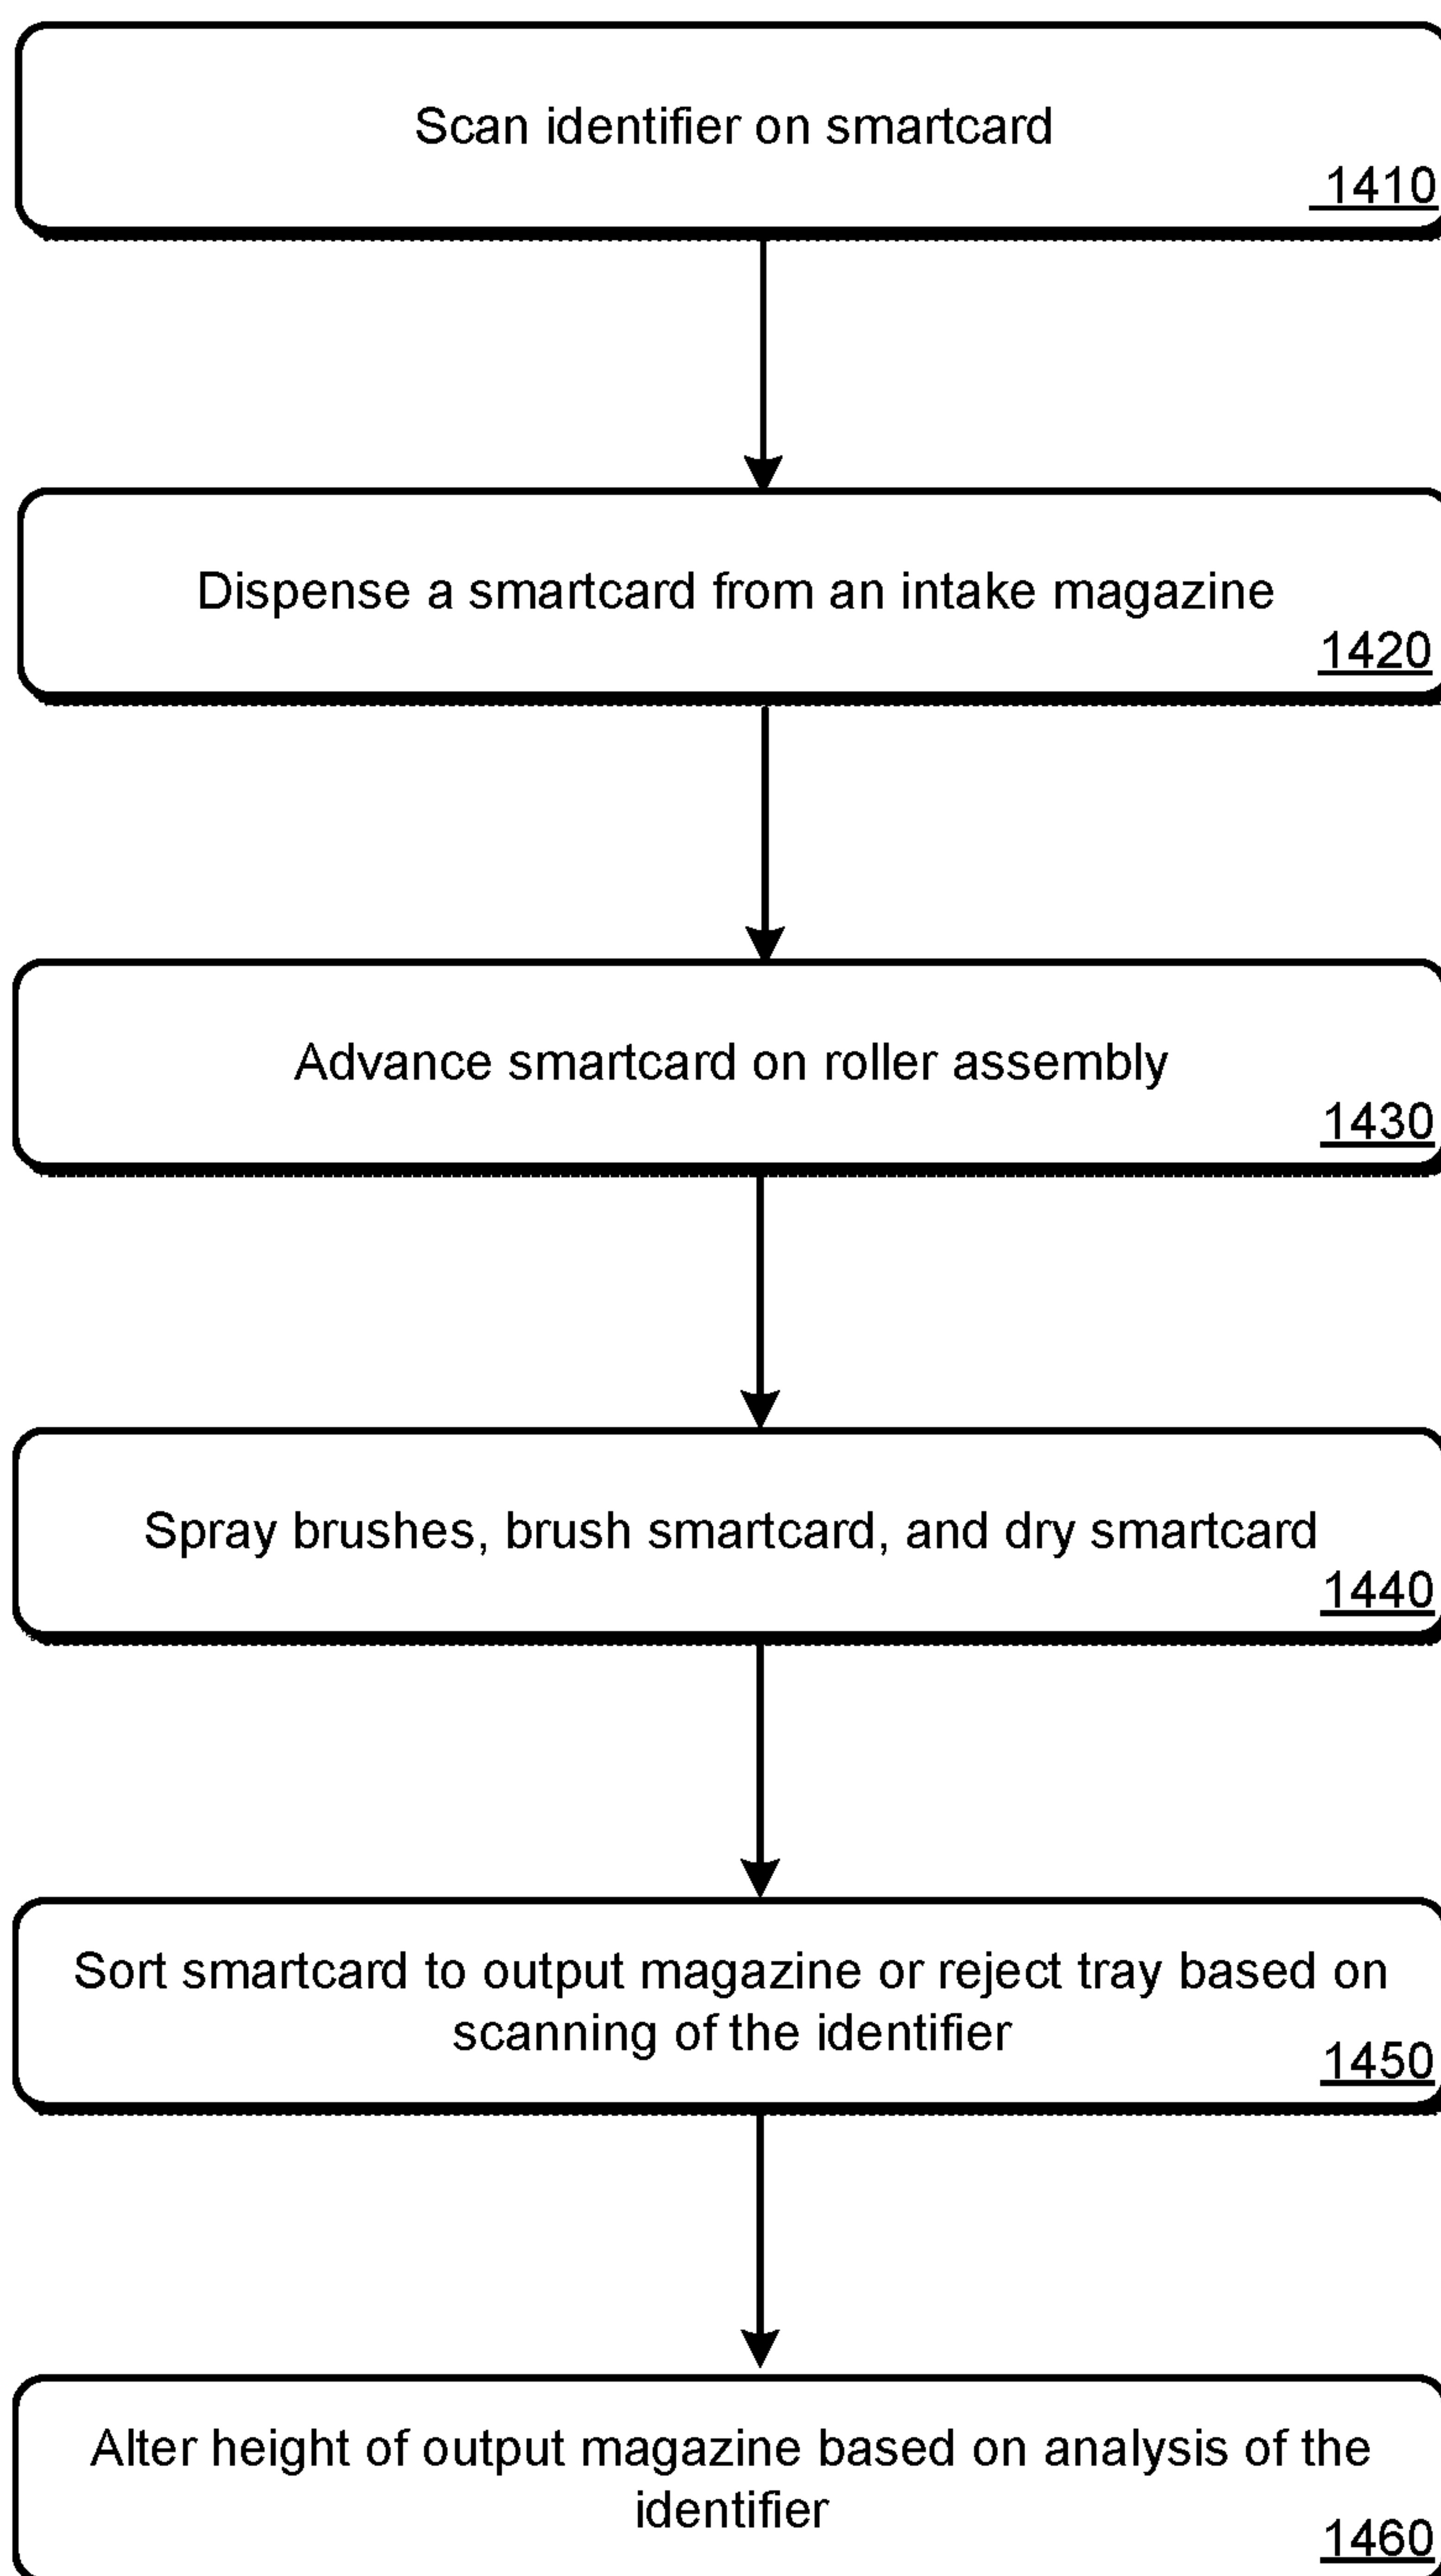 Scan identifier on smartcard
1410
Dispense a smartcard from an intake magazine
1420
Advance smartcard on roller assembly
1430
Spray brushes, brush smartcard, and dry smartcard
1440
Sort smartcard to output magazine or reject tray based on
scanning of the identifier
1450
Alter height of output magazine based on analysis of the
identifier
1460